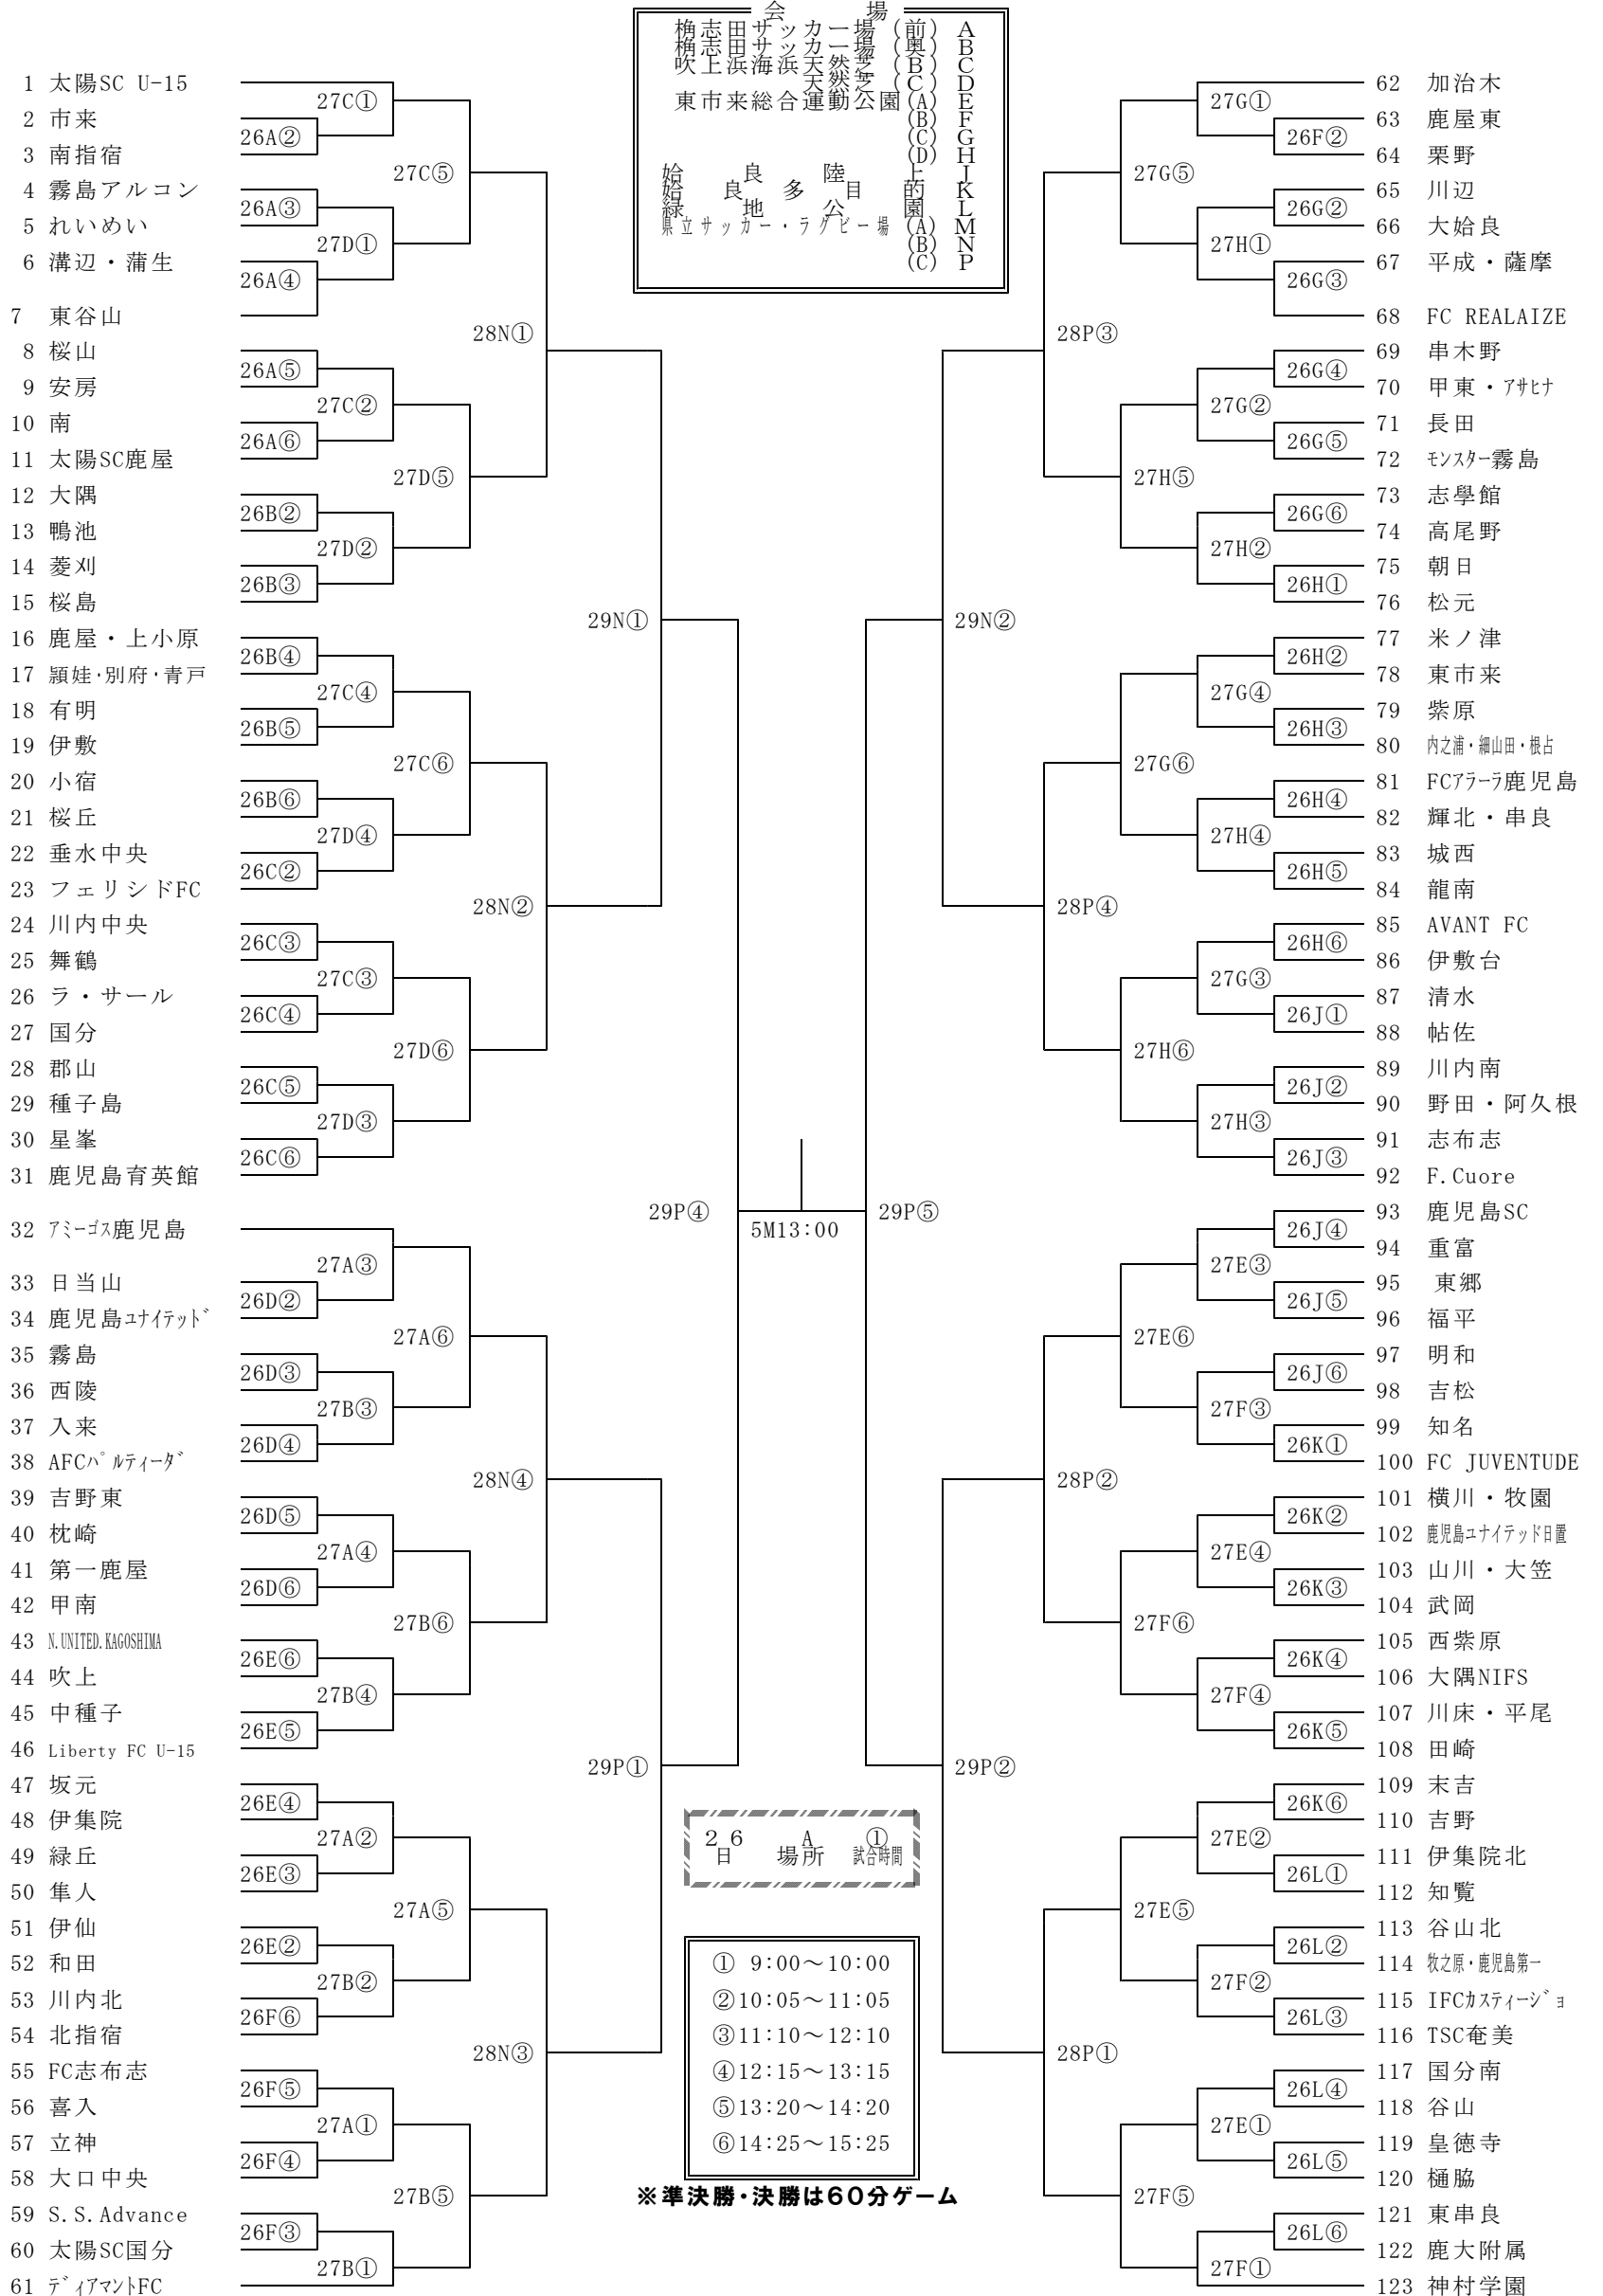 会　場
桷志田サッカー場（前） A
桷志田サッカー場（奥） B
吹上浜海浜天然芝（B） C
天然芝（C） D
東市来総合運動公園(A) E
(B) F
(C) G
(D) H
姶良陸上 J
姶良多目的 K
緑地公園 L
県立サッカー・ラグビー場 (A) M
(B) N
(C) P
1 太陽SC U-15
2 市来
3 南指宿
4 霧島アルコン
5 れいめい
6 溝辺・蒲生
7 東谷山
8 桜山
9 安房
10 南
11 太陽SC鹿屋
12 大隅
13 鴨池
14 菱刈
15 桜島
16 鹿屋・上小原
17 頴娃・別府・青戸
18 有明
19 伊敷
20 小宿
21 桜丘
22 垂水中央
23 フェリシドFC
24 川内中央
25 舞鶴
26 ラ・サール
27 国分
28 郡山
29 種子島
30 星峯
31 鹿児島育英館
32 アミーゴス鹿児島
33 日当山
34 鹿児島ユナイテッド
35 霧島
36 西陵
37 入来
38 AFCパルティーダ
39 吉野東
40 枕崎
41 第一鹿屋
42 甲南
43 N.UNITED.KAGOSHIMA
44 吹上
45 中種子
46 Liberty FC U-15
47 坂元
48 伊集院
49 緑丘
50 隼人
51 伊仙
52 和田
53 川内北
54 北指宿
55 FC志布志
56 喜入
57 立神
58 大口中央
59 S.S.Advance
60 太陽SC国分
61 ディアマントFC
26A②
26A③
26A④
26A⑤
26A⑥
26B②
26B③
26B④
26B⑤
26B⑥
26C②
26C③
26C④
26C⑤
26C⑥
26D②
26D③
26D④
26D⑤
26D⑥
26E⑥
26E⑤
26E④
26E③
26E②
26F⑥
26F⑤
26F④
26F③
27C①
27D①
27C②
27D②
27C④
27D④
27C③
27D③
27A③
27B③
27A④
27B④
27A②
27B②
27A①
27B①
27C⑤
27D⑤
27C⑥
27D⑥
27A⑥
27B⑥
27A⑤
27B⑤
28N①
28N②
28N④
28N③
29N①
29P①
29P④
5M13:00
29P⑤
29N②
29P②
28P③
28P④
28P②
28P①
27G⑤
27H⑤
27G⑥
27H⑥
27E⑥
27F⑥
27E⑤
27F⑤
27G①
27H①
27G②
27H②
27G④
27H④
27G③
27H③
27E③
27F③
27E④
27F④
27E②
27F②
27E①
27F①
26F②
26G②
26G③
26G④
26G⑤
26G⑥
26H①
26H②
26H③
26H④
26H⑤
26H⑥
26J①
26J②
26J③
26J④
26J⑤
26J⑥
26K①
26K②
26K③
26K④
26K⑤
26K⑥
26L①
26L②
26L③
26L④
26L⑤
26L⑥
62 加治木
63 鹿屋東
64 栗野
65 川辺
66 大姶良
67 平成・薩摩
68 FC REALAIZE
69 串木野
70 甲東・アサヒナ
71 長田
72 モンスター霧島
73 志學館
74 高尾野
75 朝日
76 松元
77 米ノ津
78 東市来
79 紫原
80 内之浦・細山田・根占
81 FCアラーラ鹿児島
82 輝北・串良
83 城西
84 龍南
85 AVANT FC
86 伊敷台
87 清水
88 帖佐
89 川内南
90 野田・阿久根
91 志布志
92 F.Cuore
93 鹿児島SC
94 重富
95 東郷
96 福平
97 明和
98 吉松
99 知名
100 FC JUVENTUDE
101 横川・牧園
102 鹿児島ユナイテッド日置
103 山川・大笠
104 武岡
105 西紫原
106 大隅NIFS
107 川床・平尾
108 田崎
109 末吉
110 吉野
111 伊集院北
112 知覧
113 谷山北
114 牧之原・鹿児島第一
115 IFCカスティージョ
116 TSC奄美
117 国分南
118 谷山
119 皇徳寺
120 樋脇
121 東串良
122 鹿大附属
123 神村学園
２６ A ①
日 場所 試合時間
① 9:00～10:00
②10:05～11:05
③11:10～12:10
④12:15～13:15
⑤13:20～14:20
⑥14:25～15:25
※準決勝・決勝は60分ゲーム